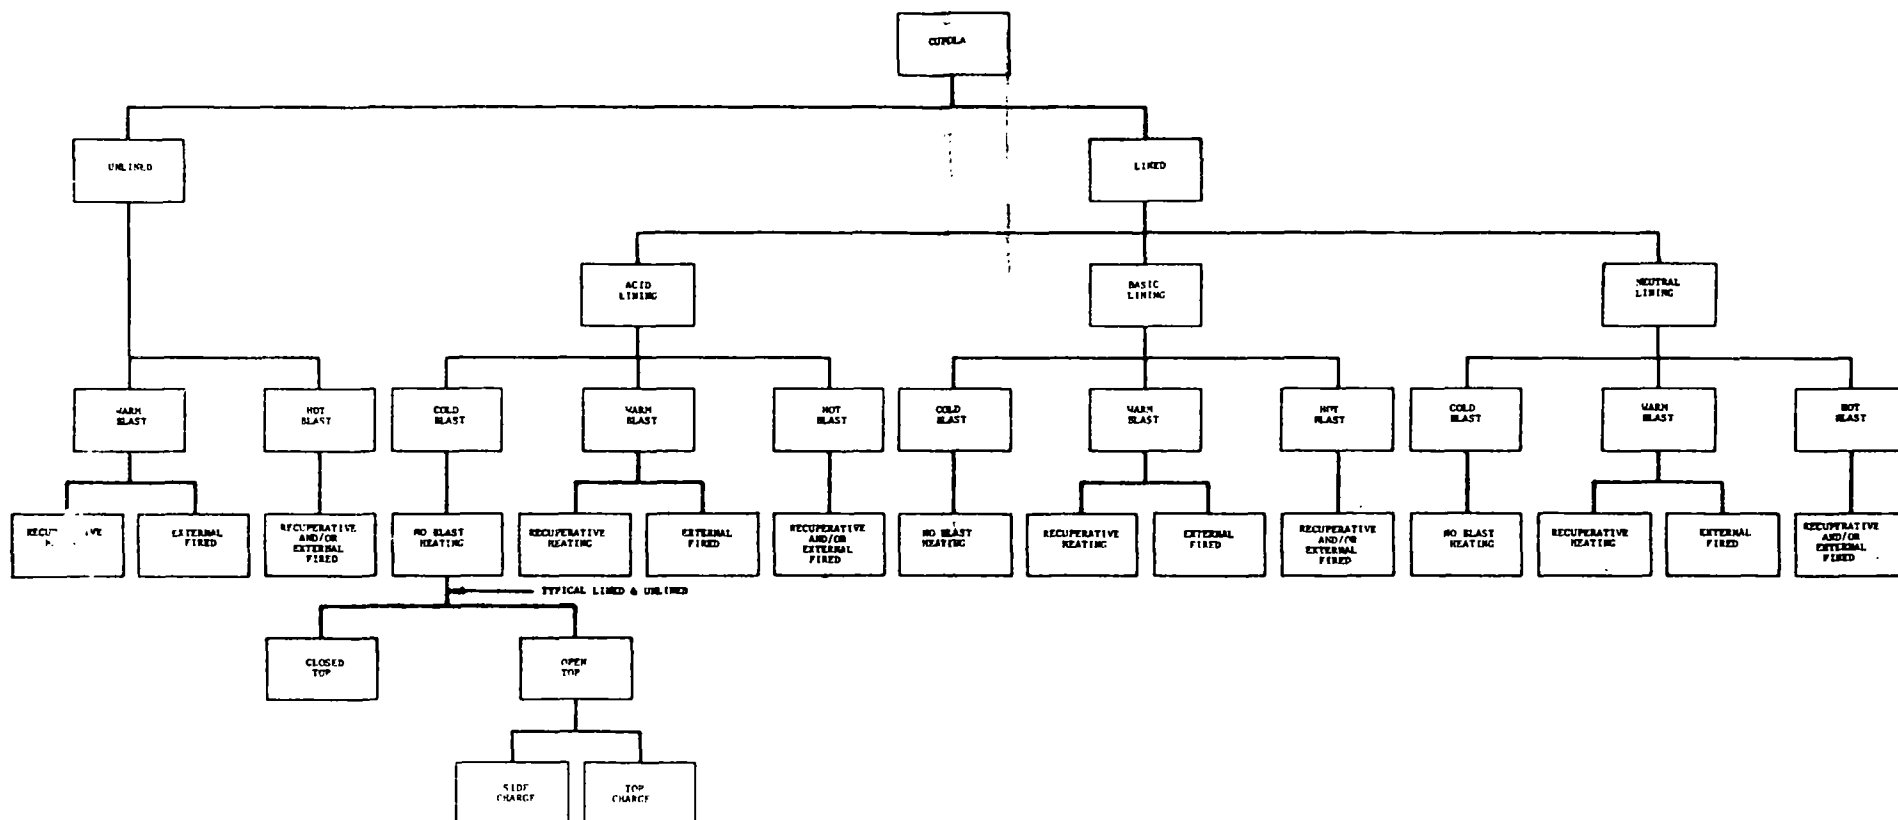 CUPOLA
UNLINED
LINED
ACID
LINING
BASIC
LINING
NEUTRAL
LINING
WARM
BLAST
HOT
BLAST
COLD
BLAST
WARM
BLAST
HOT
BLAST
COLD
BLAST
WARM
BLAST
HOT
BLAST
COLD
BLAST
WARM
BLAST
HOT
BLAST
EXTERNAL
FIRED
RECUPERATIVE
AND/OR
EXTERNAL
FIRED
NO BLAST
HEATING
RECUPERATIVE
HEATING
EXTERNAL
FIRED
RECUPERATIVE
AND/OR
EXTERNAL
FIRED
NO BLAST
HEATING
RECUPERATIVE
HEATING
EXTERNAL
FIRED
RECUPERATIVE
AND/OR
EXTERNAL
FIRED
NO BLAST
HEATING
RECUPERATIVE
HEATING
EXTERNAL
FIRED
RECUPERATIVE
AND/OR
EXTERNAL
FIRED
TYPICAL LINED & UNLINED
CLOSED
TOP
OPEN
TOP
SIDE
CHARGE
TOP
CHARGE